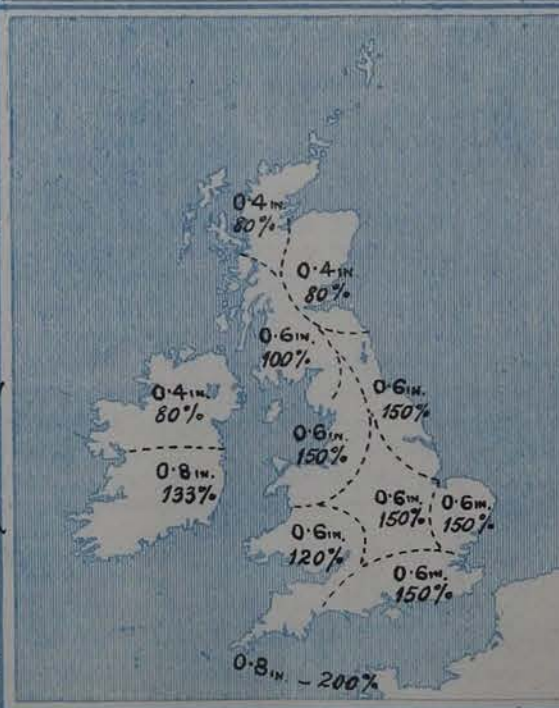 0·4 IN.
80%
0·4 IN
80%
0·6 IN.
100%
0·4 IN.
80%
0·6 IN.
150%
0·6 IN.
150%
0·8 IN.
133%
0·6 IN.
150%
0·6 IN.
150%
0·6 IN.
120%
0·6 IN.
150%
0·8 IN. - 200%